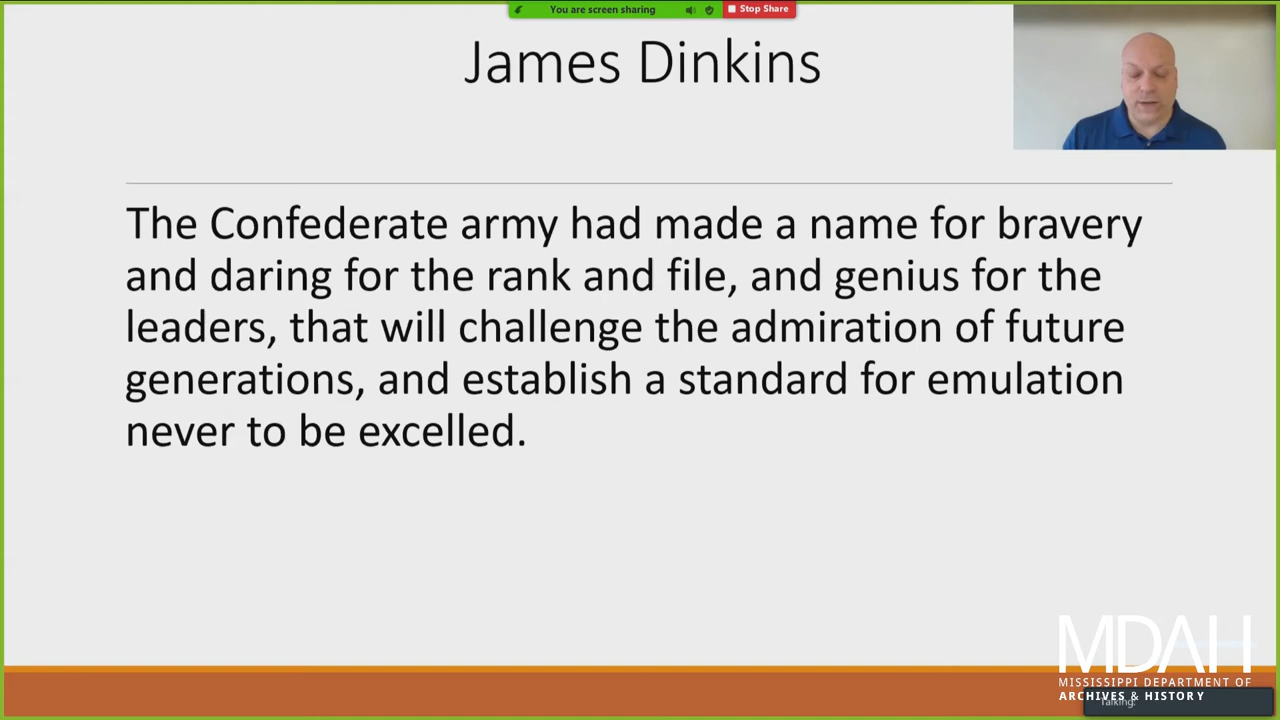 You are screen sharing
Stop Share
James Dinkins
The Confederate army had made a name for bravery
and daring for the rank and file, and genius for the
leaders, that will challenge the admiration of future
generations, and establish a standard for emulation
never to be excelled.
MDAH
MISSISSIPPI DEPARTMENT OF
ARCHIVES & HISTORY
Talking: